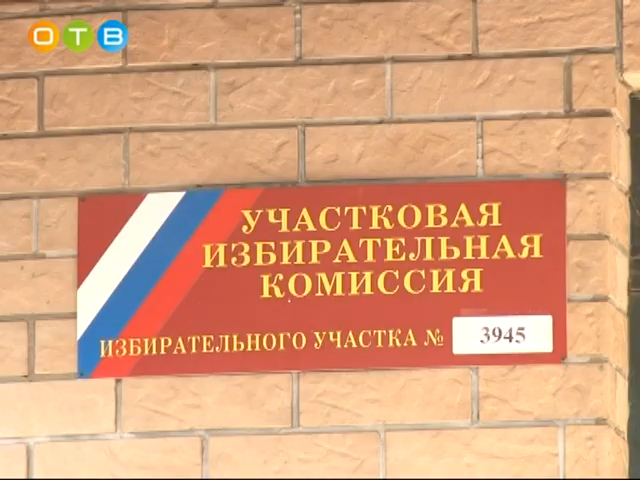 ОТВ
УЧАСТКОВАЯ
ИЗБИРАТЕЛЬНАЯ
КОМИССИЯ
ИЗБИРАТЕЛЬНОГО УЧАСТКА № 3945